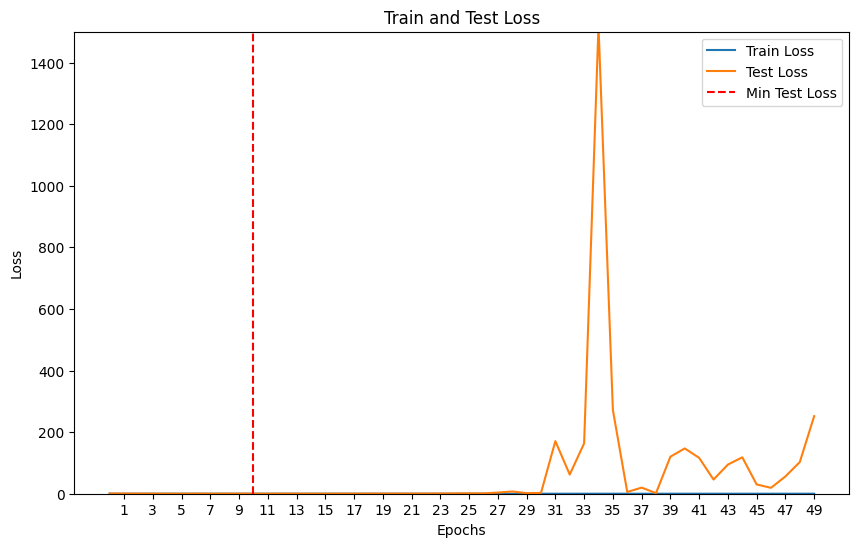 Train and Test Loss
Train Loss
Test Loss
Min Test Loss
1400
1200
1000
800
600
400
200
0
Loss
1 3 5 7 9 11 13 15 17 19 21 23 25 27 29 31 33 35 37 39 41 43 45 47 49
Epochs